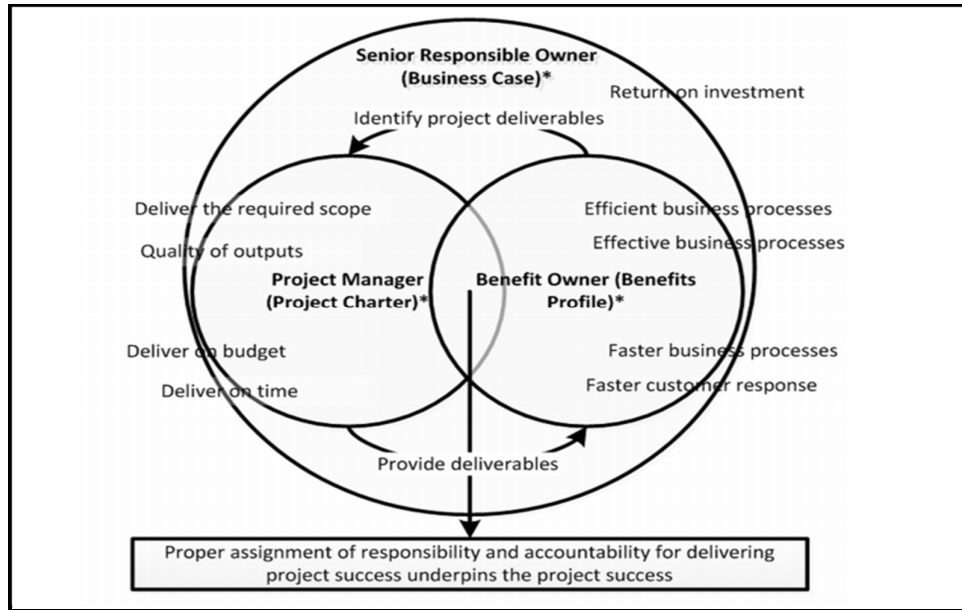 Senior Responsible Owner
(Business Case)*
Return on investment
Identify project deliverables
Deliver the required scope
Efficient business processes
Quality of outputs
Effective business processes
Project Manager
(Project Charter)*
Benefit Owner (Benefits
Profile)*
Deliver on budget
Faster business processes
Deliver on time
Faster customer response
Provide deliverables
Proper assignment of responsibility and accountability for delivering
project success underpins the project success